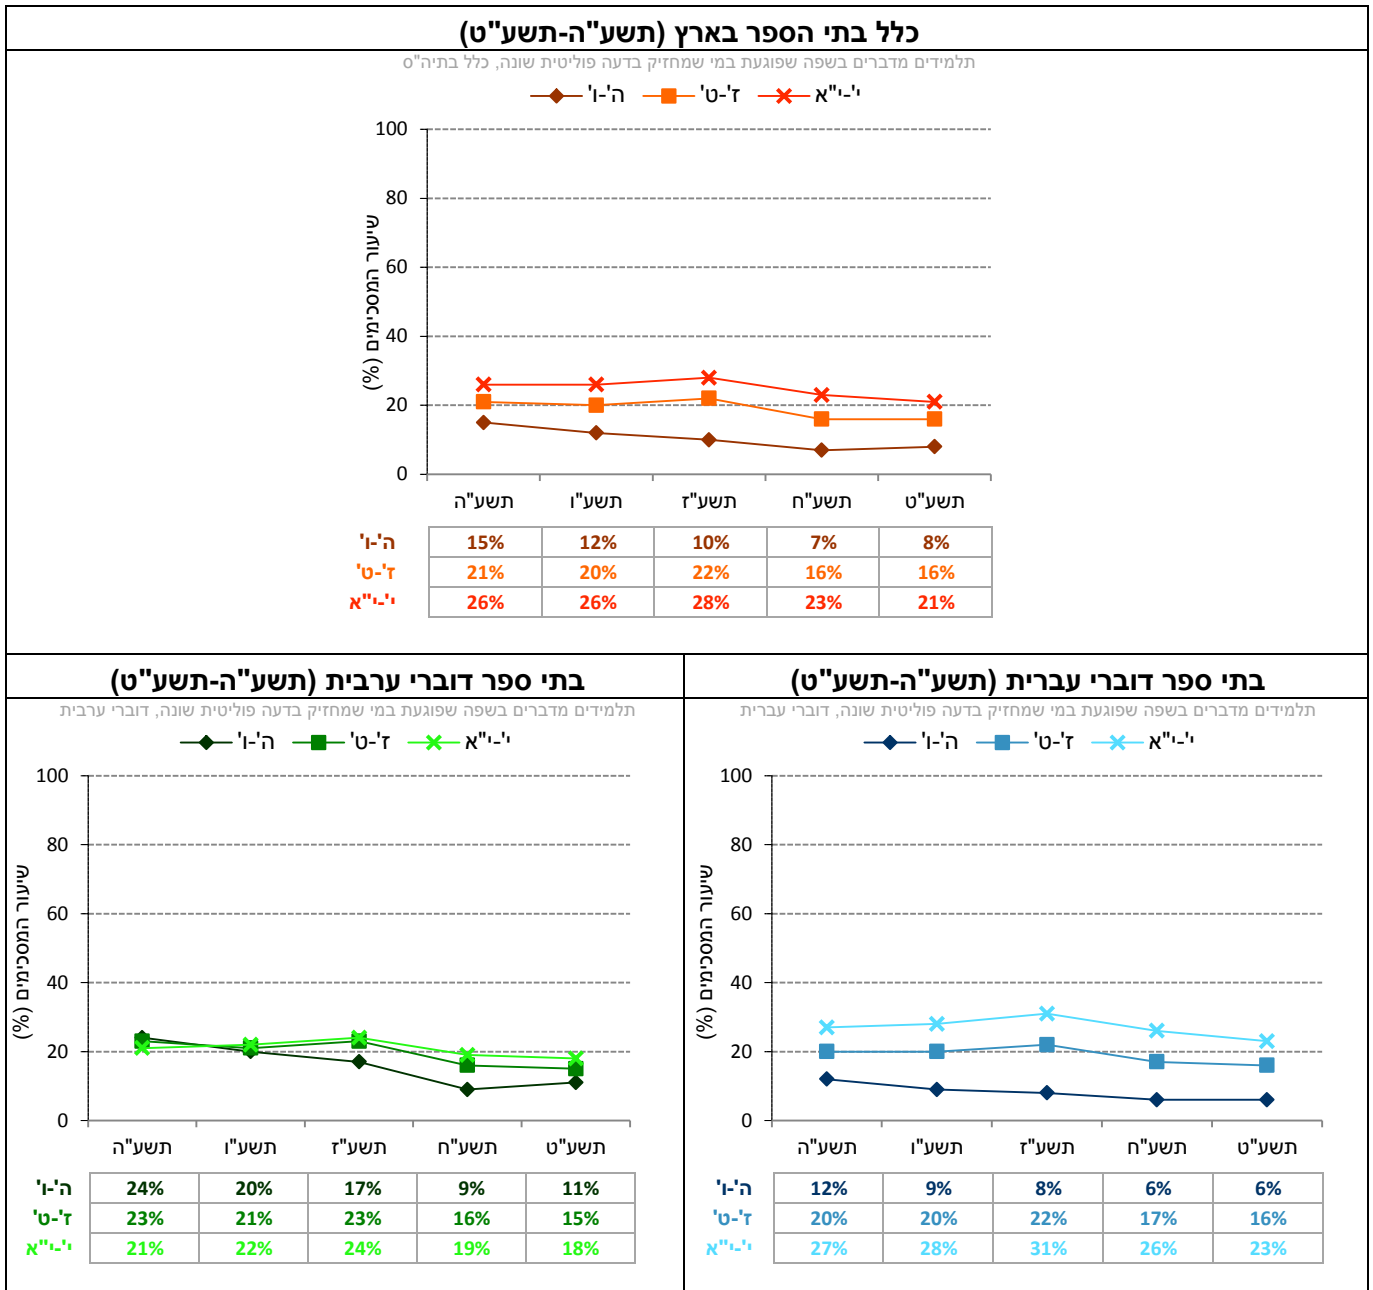 כלל בתי הספר בארץ (תשע"ה-תשע"ט)
תלמידים מדברים בשפה שפוגעת במי שמחזיק בדעה פוליטית שונה, כלל בתיה"ס
ה'-ו' ז'-ט' י'-י"א
שיעור המסכימים (%)
100
80
60
40
20
0
תשע"ה תשע"ו תשע"ז תשע"ח תשע"ט
ה'-ו' 15% 12% 10% 7% 8%
ז'-ט' 21% 20% 22% 16% 16%
י'-י"א 26% 26% 28% 23% 21%
בתי ספר דוברי עברית (תשע"ה-תשע"ט)
תלמידים מדברים בשפה שפוגעת במי שמחזיק בדעה פוליטית שונה, דוברי עברית
ה'-ו' ז'-ט' י'-י"א
שיעור המסכימים (%)
100
80
60
40
20
0
תשע"ה תשע"ו תשע"ז תשע"ח תשע"ט
ה'-ו' 12% 9% 8% 6% 6%
ז'-ט' 20% 20% 22% 17% 16%
י'-י"א 27% 28% 31% 26% 23%
בתי ספר דוברי ערבית (תשע"ה-תשע"ט)
תלמידים מדברים בשפה שפוגעת במי שמחזיק בדעה פוליטית שונה, דוברי ערבית
ה'-ו' ז'-ט' י'-י"א
שיעור המסכימים (%)
100
80
60
40
20
0
תשע"ה תשע"ו תשע"ז תשע"ח תשע"ט
ה'-ו' 24% 20% 17% 9% 11%
ז'-ט' 23% 21% 23% 16% 15%
י'-י"א 21% 22% 24% 19% 18%